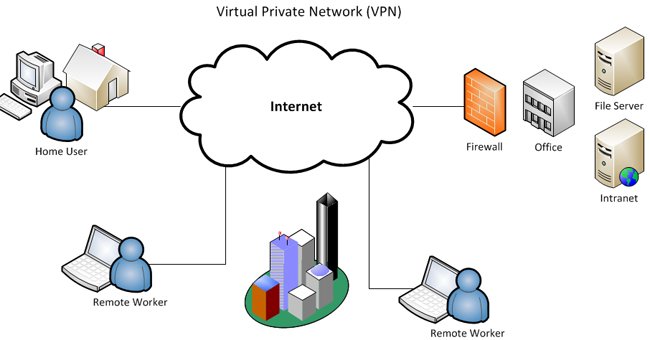 Virtual Private Network (VPN)
Internet
Home User
Firewall
Office
File Server
Intranet
Remote Worker
Remote Worker